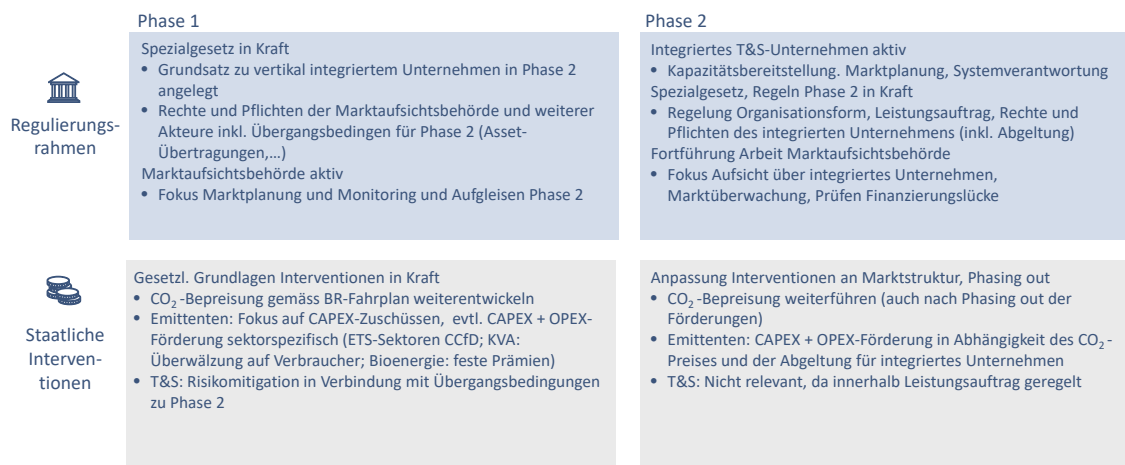 Phase 1
Phase 2
Regulierungs-
rahmen
Spezialgesetz in Kraft
• Grundsatz zu vertikal integriertem Unternehmen in Phase 2
angelegt
• Rechte und Pflichten der Marktaufsichtsbehörde und weiterer
Akteure inkl. Übergangsbedingen für Phase 2 (Asset-
Übertragungen,…)
Marktaufsichtsbehörde aktiv
• Fokus Marktplanung und Monitoring und Aufgleisen Phase 2
Integriertes T&S-Unternehmen aktiv
• Kapazitätsbereitstellung. Marktplanung, Systemverantwortung
Spezialgesetz, Regeln Phase 2 in Kraft
• Regelung Organisationsform, Leistungsauftrag, Rechte und
Pflichten des integrierten Unternehmens (inkl. Abgeltung)
Fortführung Arbeit Marktaufsichtsbehörde
• Fokus Aufsicht über integriertes Unternehmen,
Marktüberwachung, Prüfen Finanzierungslücke
Staatliche
Interven-
tionen
Gesetzl. Grundlagen Interventionen in Kraft
• CO₂ -Bepreisung gemäss BR-Fahrplan weiterentwickeln
• Emittenten: Fokus auf CAPEX-Zuschüssen, evtl. CAPEX + OPEX-
Förderung sektorspezifisch (ETS-Sektoren CCfD; KVA:
Überwälzung auf Verbraucher; Bioenergie: feste Prämien)
• T&S: Risikomitigation in Verbindung mit Übergangsbedingungen
zu Phase 2
Anpassung Interventionen an Marktstruktur, Phasing out
• CO₂ -Bepreisung weiterführen (auch nach Phasing out der
Förderungen)
• Emittenten: CAPEX + OPEX-Förderung in Abhängigkeit des CO₂ -
Preises und der Abgeltung für integriertes Unternehmen
• T&S: Nicht relevant, da innerhalb Leistungsauftrag geregelt